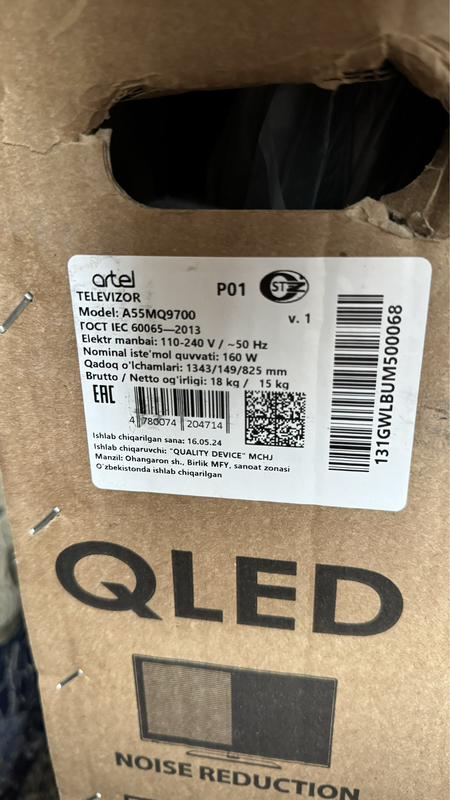 artel
TELEVIZOR
P01
ST
Model: A55MQ9700
v. 1
ГОСТ IEC 60065—2013
Elektr manbai: 110-240 V / ~50 Hz
Nominal iste'mol quvvati: 160 W
Qadoq o'lchamlari: 1343/149/825 mm
Brutto / Netto og'irligi: 18 kg / 15 kg
EAC
4 780074 204714
Ishlab chiqarilgan sana: 16.05.24
Ishlab chiqaruvchi: "QUALITY DEVICE" MCHJ
Manzil: Ohangaron sh., Birlik MFY, sanoat zonasi
O'zbekistonda ishlab chiqarilgan
131GWLBUM500068
QLED
NOISE REDUCTION